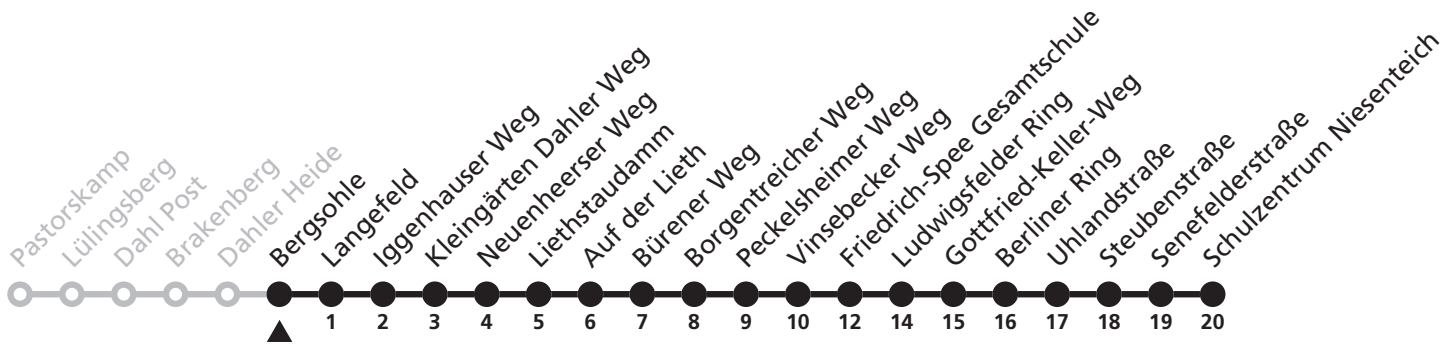 Pastorskamp
Lülingsberg
Dahl Post
Brakenberg
Dahler Heide
Bergsohle
Langefeld
Iggenhauser Weg
Kleingärten Dahler Weg
Neuenheerser Weg
Liethstaudamm
Auf der Lieth
Bürener Weg
Borgentreicher Weg
Peckelsheimer Weg
Vinsebecker Weg
Friedrich-Spee Gesamtschule
Ludwigsfelder Ring
Gottfried-Keller-Weg
Berliner Ring
Uhlandstraße
Steubenstraße
Senefelderstraße
Schulzentrum Niesenteich
1 2 3 4 5 6 7 8 9 10 12 14 15 16 17 18 19 20